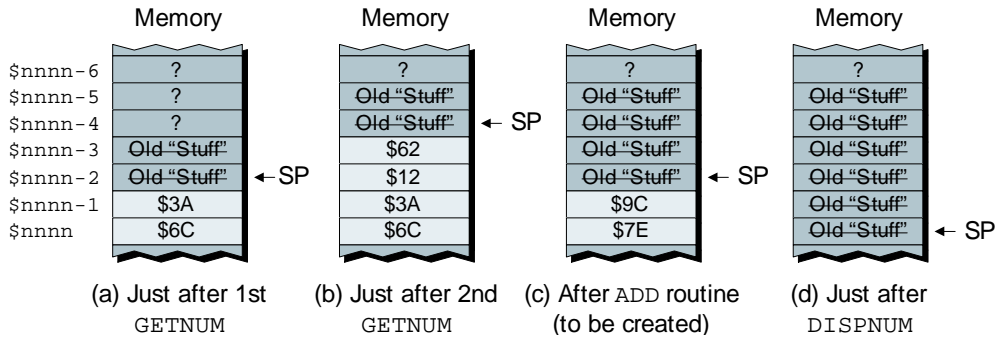 Memory Memory Memory Memory
$nnnn-6 ? ? ? ?
$nnnn-5 ? Old “Stuff” Old “Stuff” Old “Stuff”
$nnnn-4 ? Old “Stuff” ← SP Old “Stuff” Old “Stuff”
$nnnn-3 Old “Stuff” $62 Old “Stuff” Old “Stuff”
$nnnn-2 Old “Stuff” ← SP $12 Old “Stuff” ← SP Old “Stuff”
$nnnn-1 $3A $3A $9C Old “Stuff”
$nnnn $6C $6C $7E Old “Stuff” ← SP
(a) Just after 1st (b) Just after 2nd (c) After ADD routine (d) Just after
GETNUM GETNUM (to be created) DISPNUM